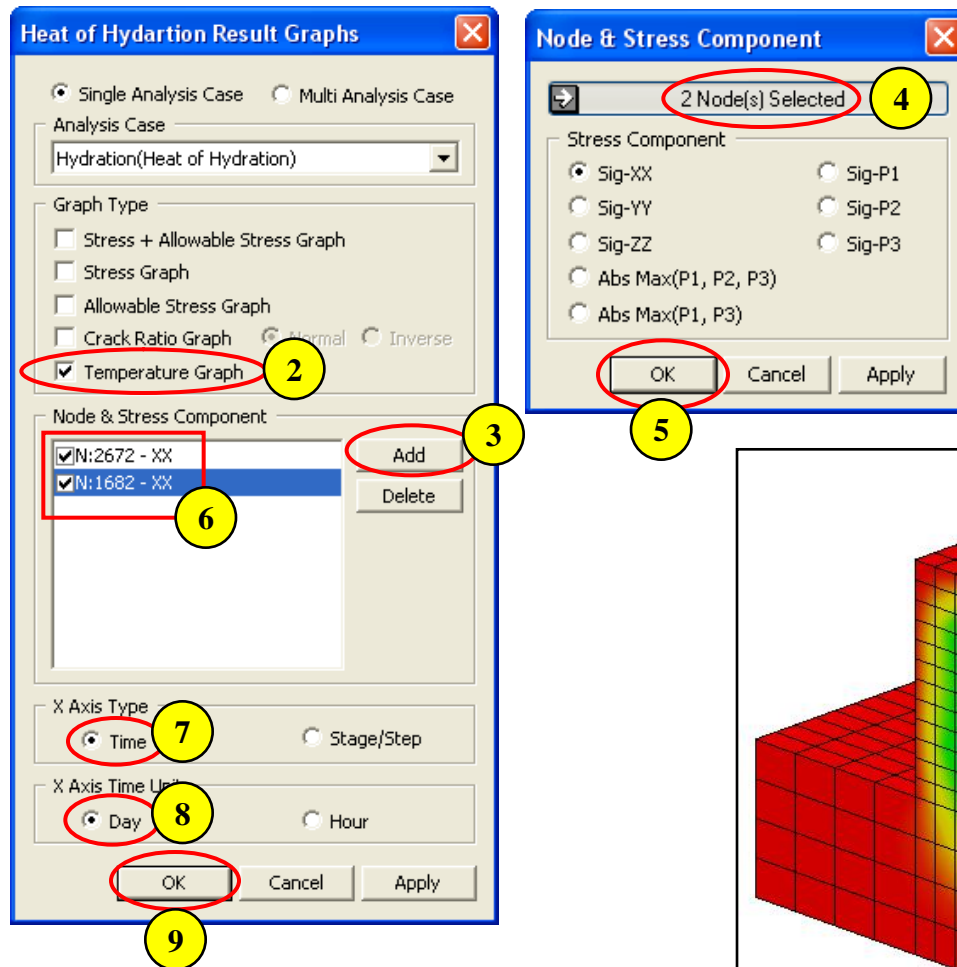 Heat of Hydartion Result Graphs
Single Analysis Case Multi Analysis Case
Analysis Case
Hydration(Heat of Hydration)
Graph Type
Stress + Allowable Stress Graph
Stress Graph
Allowable Stress Graph
Crack Ratio Graph Normal Inverse
Temperature Graph 2
Node & Stress Component
3
N:2672 - XX Add
N:1682 - XX Delete
6
X Axis Type
Time 7 Stage/Step
X Axis Time Unit
Day 8 Hour
OK Cancel Apply
9
Node & Stress Component
2 Node(s) Selected 4
Stress Component
Sig-XX Sig-P1
Sig-YY Sig-P2
Sig-ZZ Sig-P3
Abs Max(P1, P2, P3)
Abs Max(P1, P3)
OK Cancel Apply
5